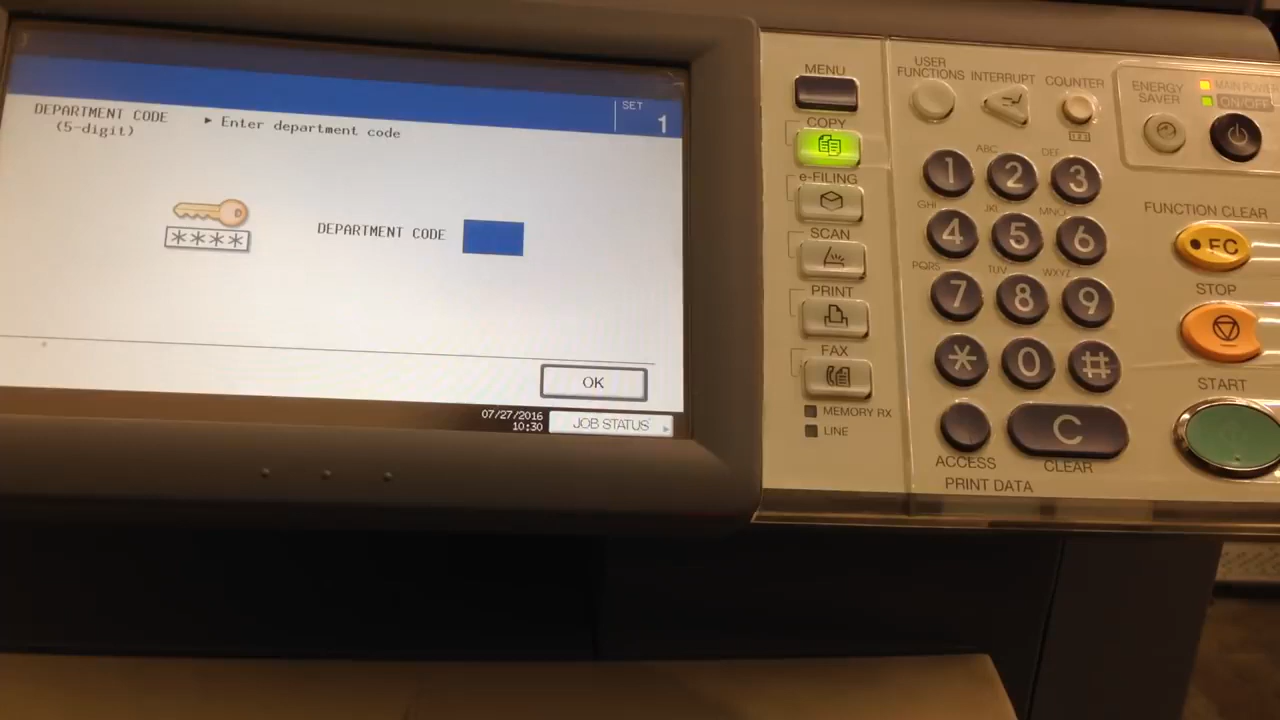 DEPARTMENT CODE
(5-digit)
▶ Enter department code
SET
1
****
DEPARTMENT CODE
OK
07/27/2016
10:30
JOB STATUS
MENU
COPY
e-FILING
SCAN
PRINT
FAX
MEMORY RX
LINE
USER
FUNCTIONS
INTERRUPT
COUNTER
123
ENERGY
SAVER
MAIN POWER
ON/OFF
1
ABC
2
DEF
3
GHI
4
JKL
5
MNO
6
PQRS
7
TUV
8
WXYZ
9
*
0
#
ACCESS
C
CLEAR
PRINT DATA
FUNCTION CLEAR
FC
STOP
START